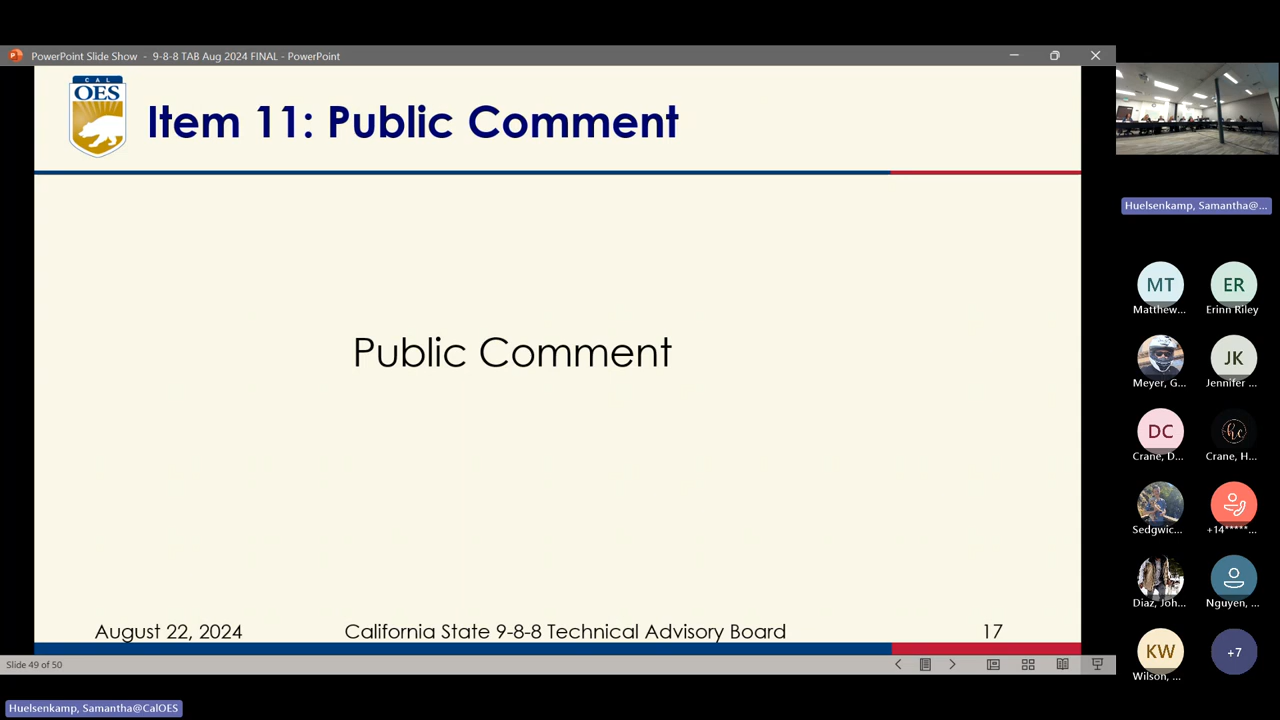 PowerPoint Slide Show - 9-8-8 TAB Aug 2024 FINAL - PowerPoint
CAL
OES
Item 11: Public Comment
Public Comment
August 22, 2024
California State 9-8-8 Technical Advisory Board
17
Slide 49 of 50
Huelsenkamp, Samantha@CalOES
Huelsenkamp, Samantha@...
MT
Matthew...
ER
Erinn Riley
Meyer, G...
JK
Jennifer ...
DC
Crane, D...
hc
Crane, H...
Sedgwic...
+14*****...
Diaz, Joh...
Nguyen, ...
KW
Wilson, ...
+7